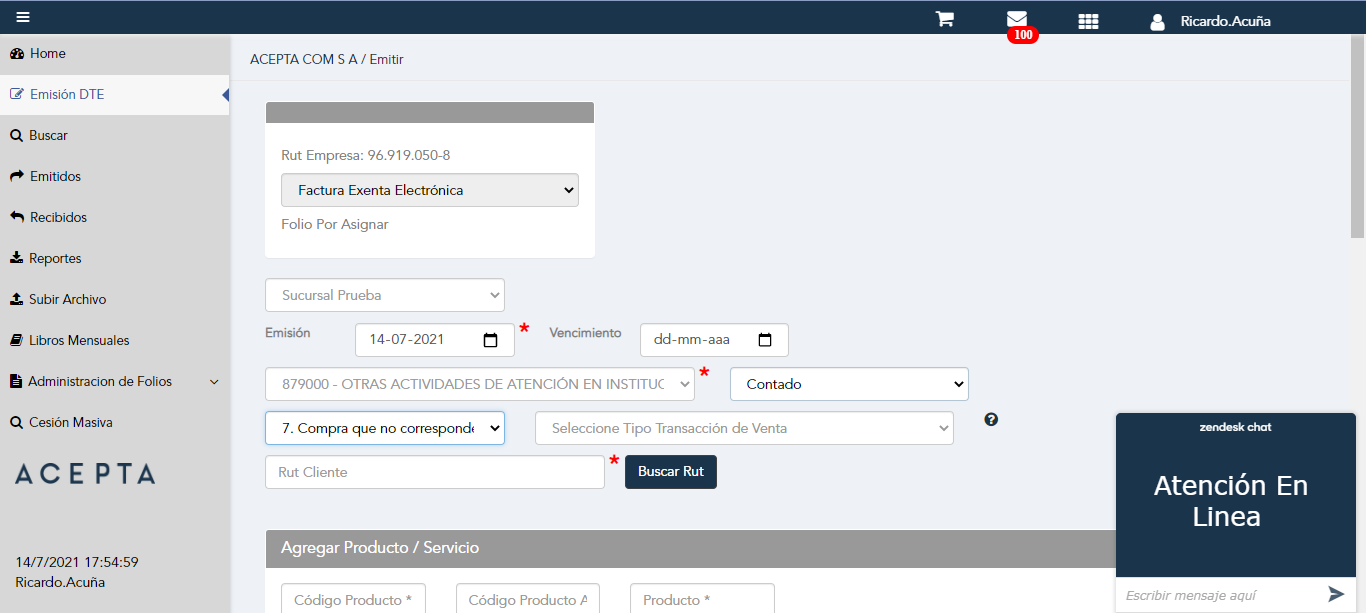 100
Ricardo.Acuña
Home
Emisión DTE
Buscar
Emitidos
Recibidos
Reportes
Subir Archivo
Libros Mensuales
Administracion de Folios
Cesión Masiva
ACEPTA
14/7/2021 17:54:59
Ricardo.Acuña
ACEPTA COM S A / Emitir
Rut Empresa: 96.919.050-8
Factura Exenta Electrónica
Folio Por Asignar
Sucursal Prueba
Emisión 14-07-2021 * Vencimiento dd-mm-aaa
879000 - OTRAS ACTIVIDADES DE ATENCIÓN EN INSTITUC * Contado
7. Compra que no corresponde Seleccione Tipo Transacción de Venta ?
Rut Cliente * Buscar Rut
Agregar Producto / Servicio
Código Producto * Código Producto A Producto *
zendesk chat
Atención En
Linea
Escribir mensaje aquí